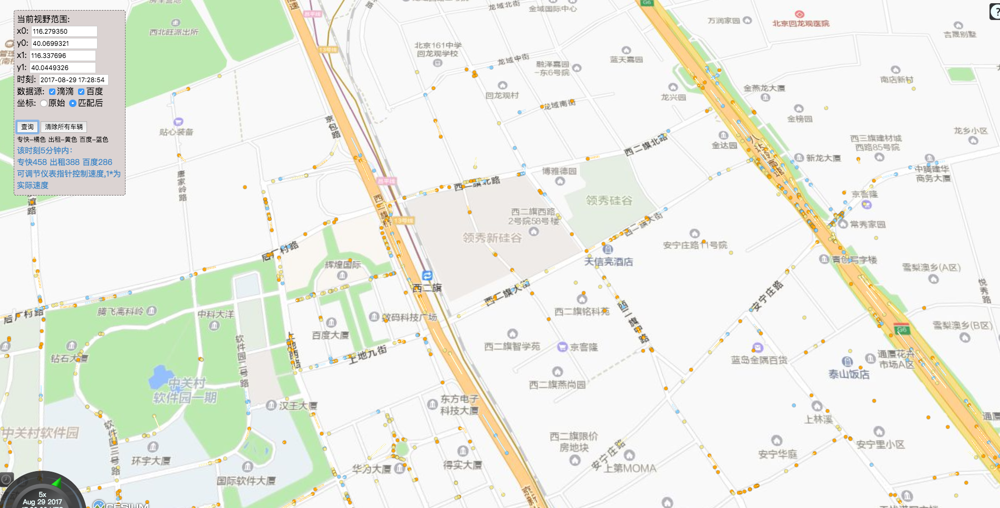 当前视野范围:
x0: 116.279350
y0: 40.0699321
x1: 116.337696
y1: 40.0449326
时刻: 2017-08-29 17:28:54
数据源: 滴滴 百度
坐标: 原始 匹配后
查询 清除所有车辆
专快-橘色 出租-黄色 百度-蓝色
该时刻5分钟内:
专快458 出租388 百度286
可调节仪表指针控制速度,1*为
实际速度
西北旺派出所
昌平线
龙域北街
金域国际中心
G6
万润家园
北京回龙观医院
吉晟别墅
?
13号线
北京161中学
回龙观学校
龙域中街
融泽嘉园
-东6号院
蓝天嘉园
南店新村
回龙观村
龙兴园
金燕龙大厦
龙域南街
金榜园
贴心装备
京包路
西二旗北路
金达园
西三旗建材城
西路85号院
龙乡小区
新龙大厦
博雅德园
中腾建华
商务大厦
唐家岭路
昌平线
西二旗北路
领秀硅谷
京客隆
13号线
西二旗西路
2号院58号楼
西二旗大街
常秀家园
领秀新硅谷
安宁庄路11号院
后厂村路
辉煌国际
天信亮酒店
青创写字楼
雪梨澳乡(A区)
西二旗
西二旗大街
安宁庄路
悦秀路
后厂村路
腾飞高科岭
中科大洋
数码科技广场
西二旗铭科苑
西二旗中路
百度大厦
G6
雪梨澳乡(B区)
软件园二号路
上地西路
上地九街
西二旗智学苑
京客隆
钻石大厦
蓝岛金隅百货
通厦花卉
市场A区
泰山饭店
中关村
软件园一期
西二旗燕尚园
汉王大厦
东方电子
科技大厦
上林溪
中关村软件园
软件园三号路
西二旗限价
房地块
安宁庄路
安宁里小区
环宇大厦
华为大厦
得实大厦
上第MOMA
安宁华庭
国际软件大厦
5x
Aug 29 2017
CESIUM